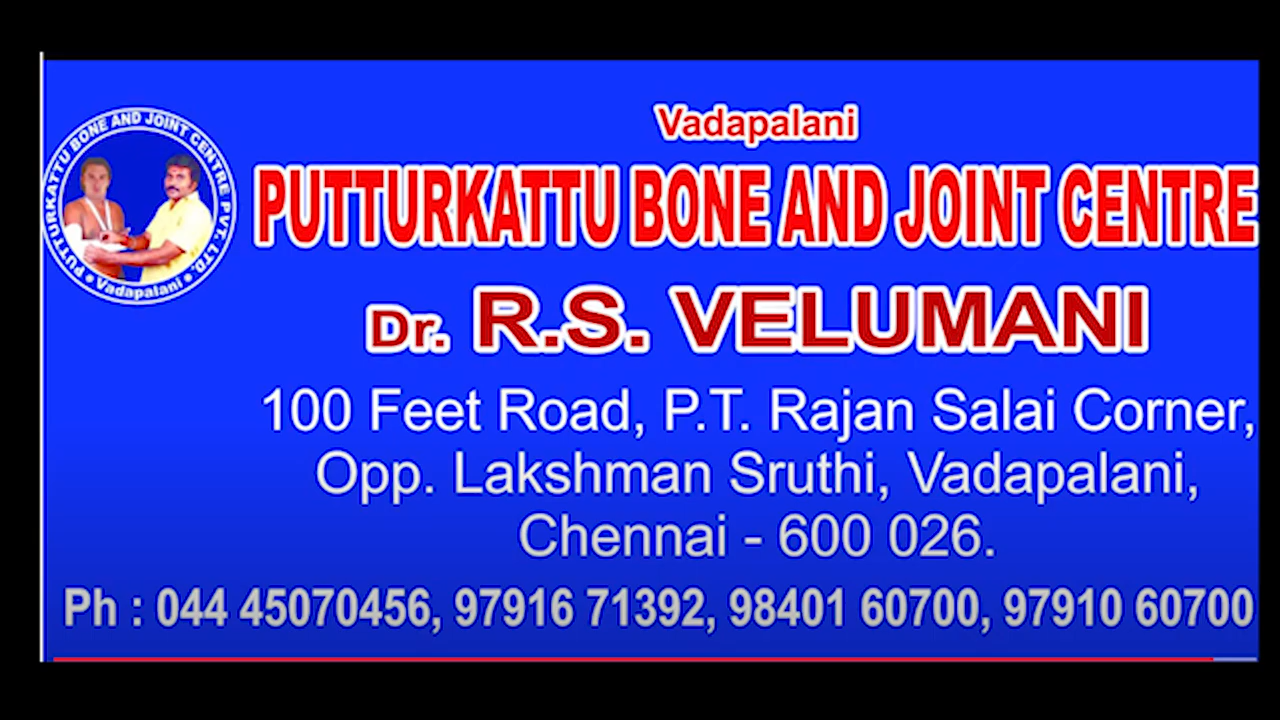 PUTTURKATTU BONE AND JOINT CENTRE PVT. LTD.
• Vadapalani •
Vadapalani
PUTTURKATTU BONE AND JOINT CENTRE
Dr. R.S. VELUMANI
100 Feet Road, P.T. Rajan Salai Corner,
Opp. Lakshman Sruthi, Vadapalani,
Chennai - 600 026.
Ph : 044 45070456, 97916 71392, 98401 60700, 97910 60700